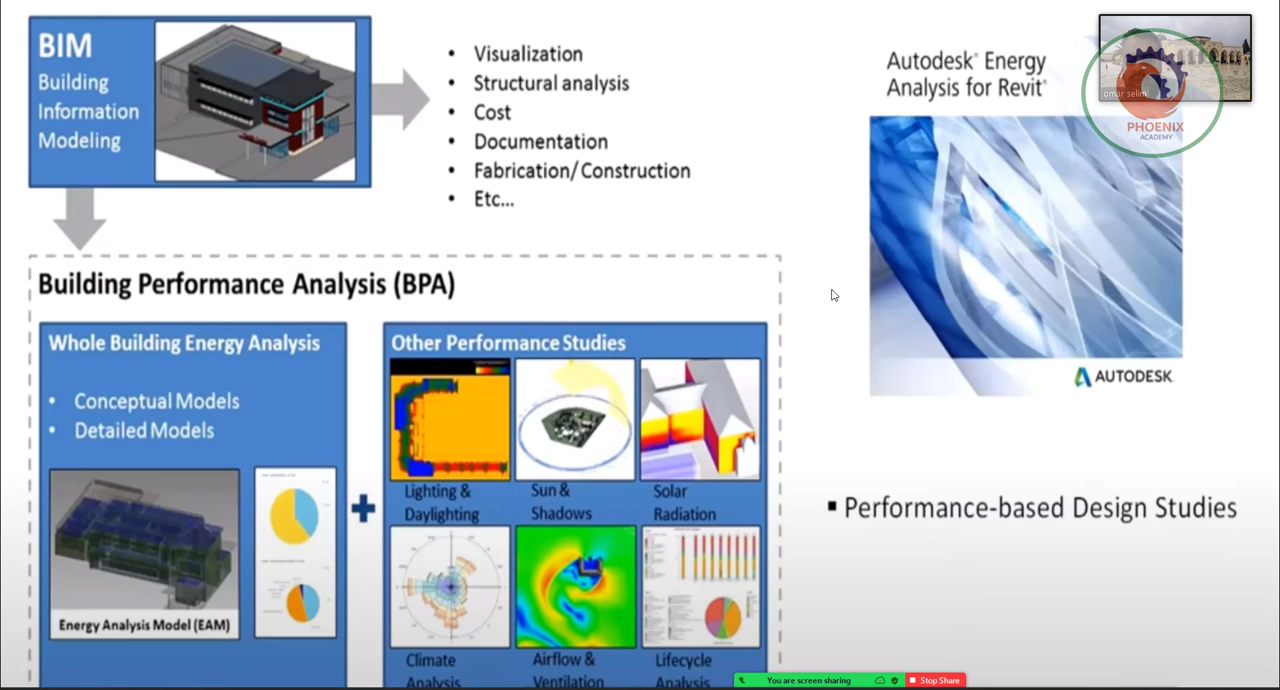 BIM
Building
Information
Modeling
• Visualization
• Structural analysis
• Cost
• Documentation
• Fabrication/Construction
• Etc...
Autodesk® Energy
Analysis for Revit®
omar selim
PHOENIX
ACADEMY
AUTODESK.
Building Performance Analysis (BPA)
Whole Building Energy Analysis
• Conceptual Models
• Detailed Models
Energy Analysis Model (EAM)
Other Performance Studies
Lighting &
Daylighting
Sun &
Shadows
Solar
Radiation
Climate
Analysis
Airflow &
Ventilation
Lifecycle
Analysis
▪ Performance-based Design Studies
You are screen sharing
Stop Share